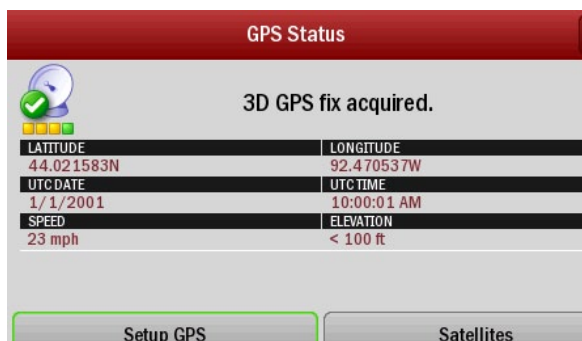 GPS Status
3D GPS fix acquired.
LATITUDE LONGITUDE
44.021583N 92.470537W
UTC DATE UTC TIME
1/1/2001 10:00:01 AM
SPEED ELEVATION
23 mph < 100 ft
Setup GPS Satellites